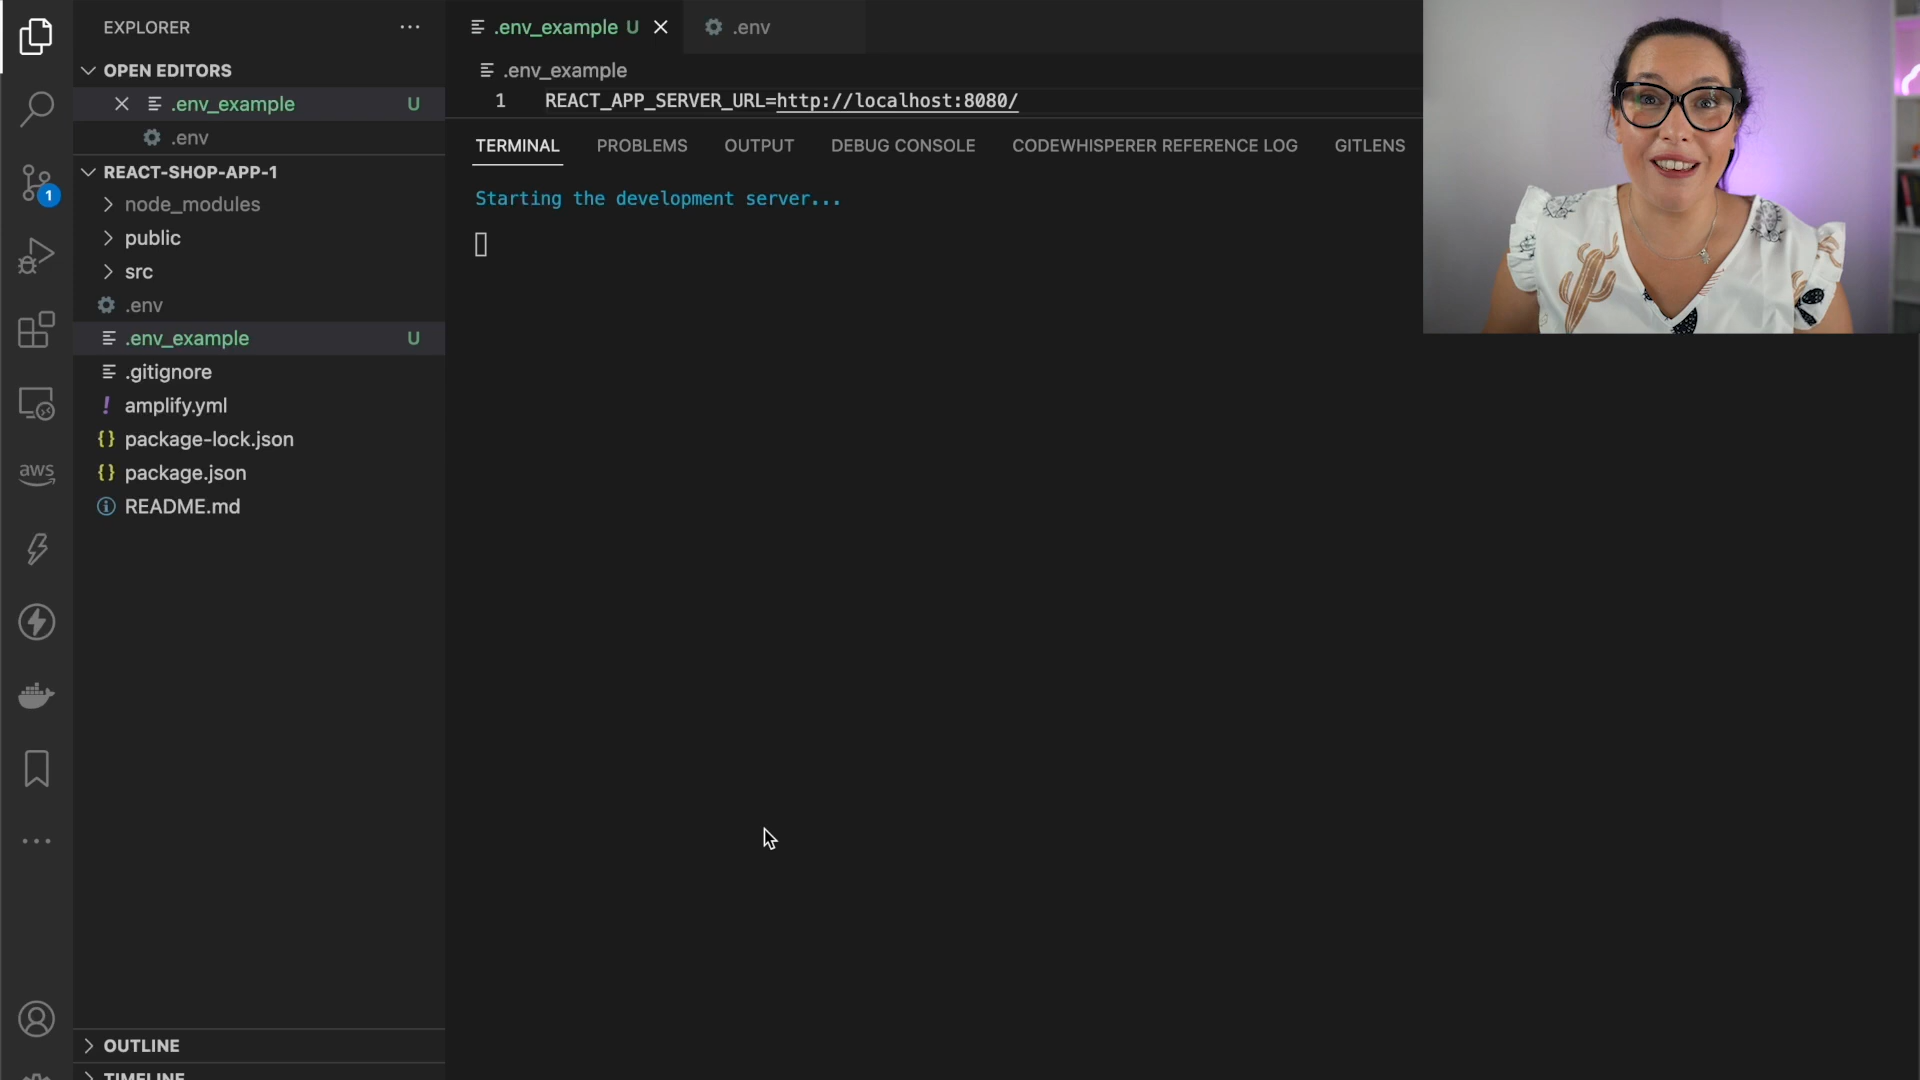 EXPLORER
OPEN EDITORS
.env_example U
.env
REACT-SHOP-APP-1
node_modules
public
src
.env
.env_example U
.gitignore
amplify.yml
package-lock.json
package.json
README.md
OUTLINE
TIMELINE
1
aws
.env_example U
.env
.env_example
1 REACT_APP_SERVER_URL=http://localhost:8080/
TERMINAL PROBLEMS OUTPUT DEBUG CONSOLE CODEWHISPERER REFERENCE LOG GITLENS
Starting the development server...